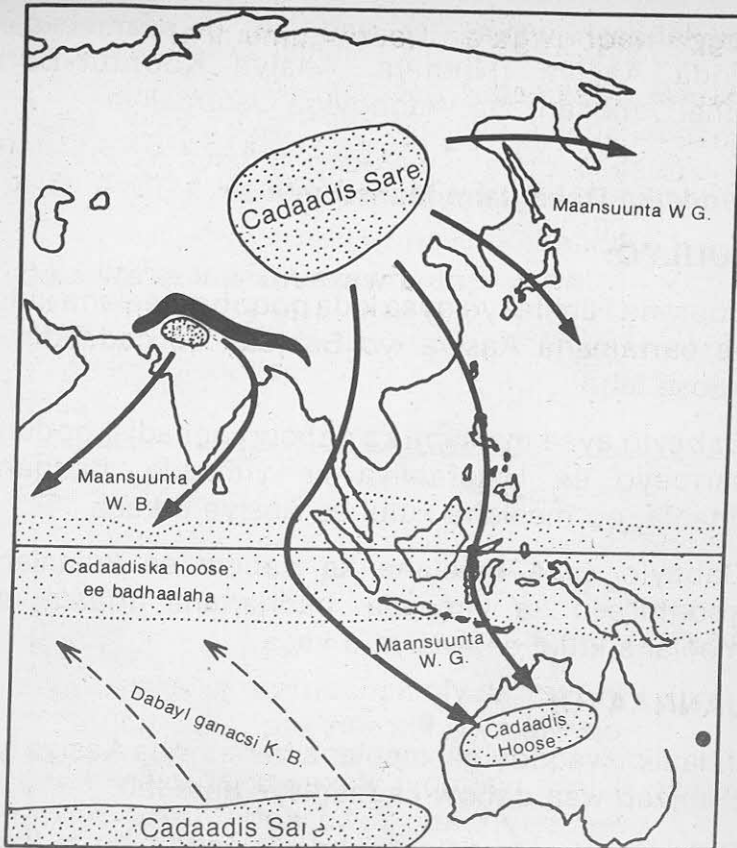 Cadaadis Sare
Maansuunta W G.
Maansuunta
W. B.
Cadaadiska hoose
ee badhaalaha
Maansuunta
W. G.
Dabayl ganacsi K. B.
Cadaadis
Hoose
Cadaadis Sare